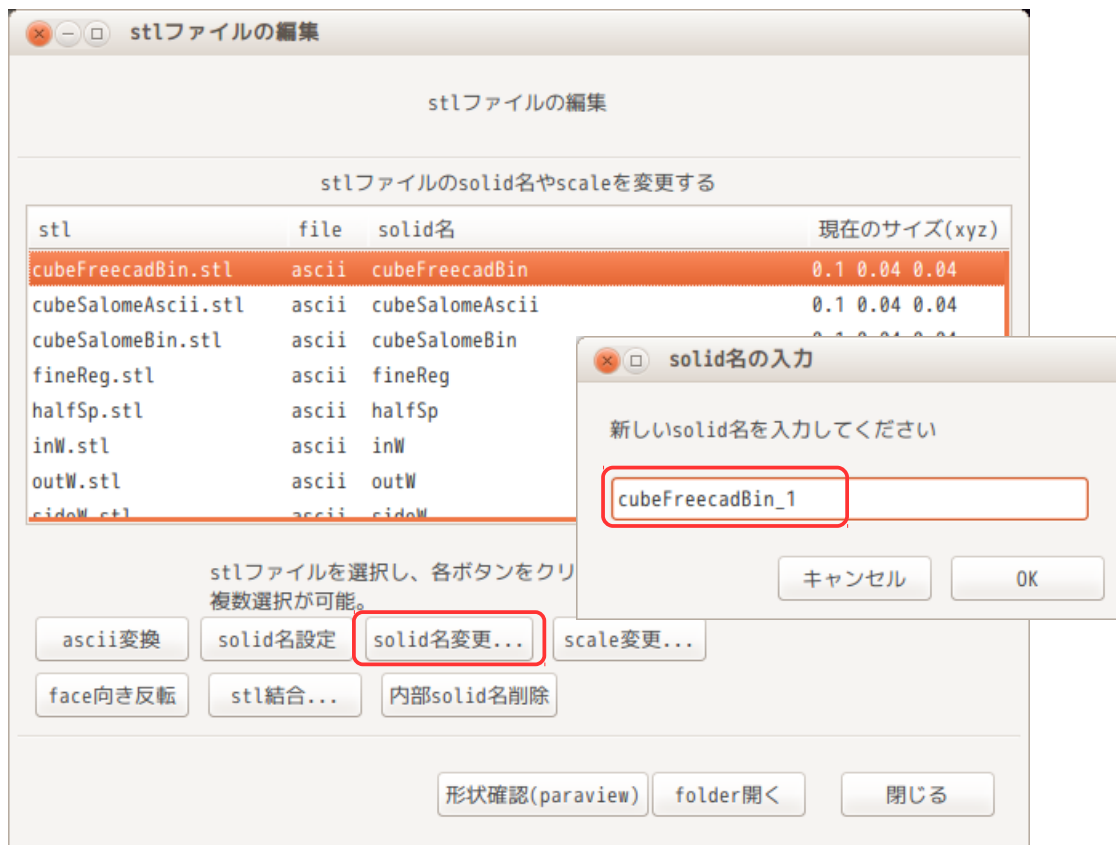 stlファイルの編集
stlファイルの編集
stlファイルのsolid名やscaleを変更する
stl file solid名 現在のサイズ(xyz)
cubeFreecadBin.stl ascii cubeFreecadBin 0.1 0.04 0.04
cubeSalomeAscii.stl ascii cubeSalomeAscii 0.1 0.04 0.04
cubeSalomeBin.stl ascii cubeSalomeBin 0.1 0.04 0.04
fineReg.stl ascii fineReg
halfSp.stl ascii halfSp
inW.stl ascii inW
outW.stl ascii outW
sideW.stl ascii sideW
stlファイルを選択し、各ボタンをクリ
複数選択が可能。
ascii変換 solid名設定 solid名変更... scale変更...
face向き反転 stl結合... 内部solid名削除
形状確認(paraview) folder開く 閉じる
solid名の入力
新しいsolid名を入力してください
cubeFreecadBin_1
キャンセル OK